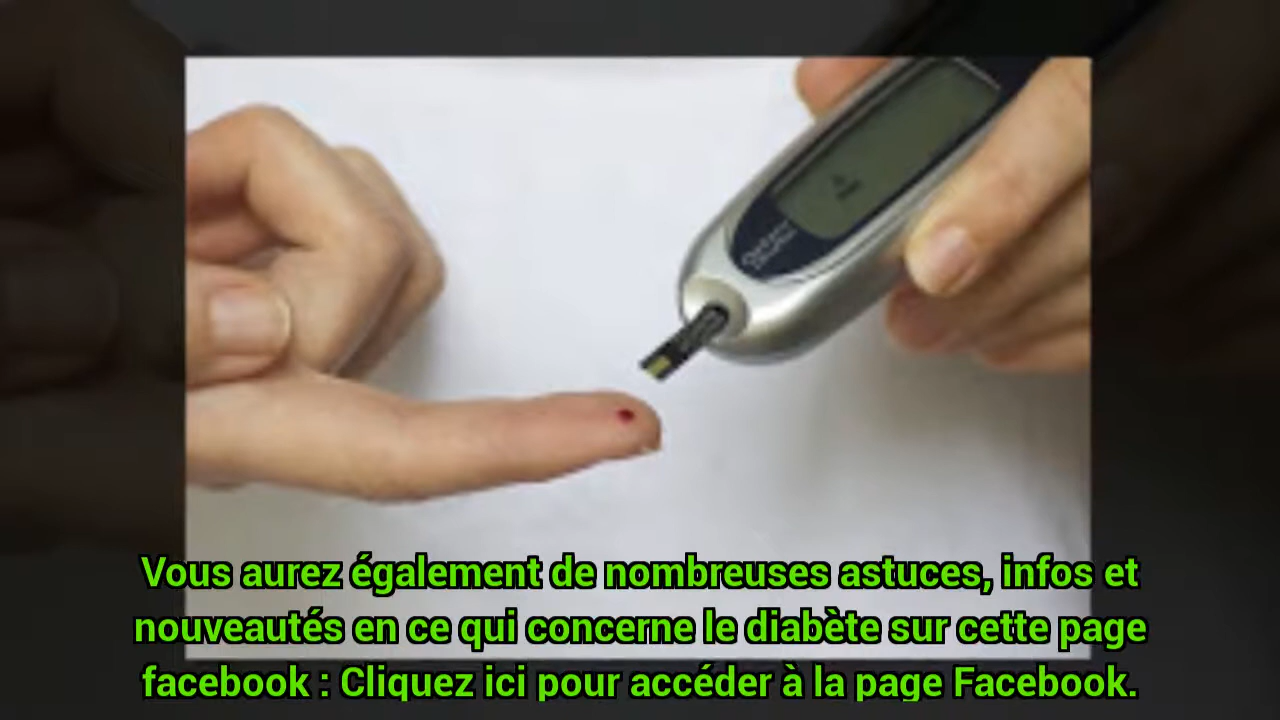 Vous aurez également de nombreuses astuces, infos et
nouveautés en ce qui concerne le diabète sur cette page
facebook : Cliquez ici pour accéder à la page Facebook.